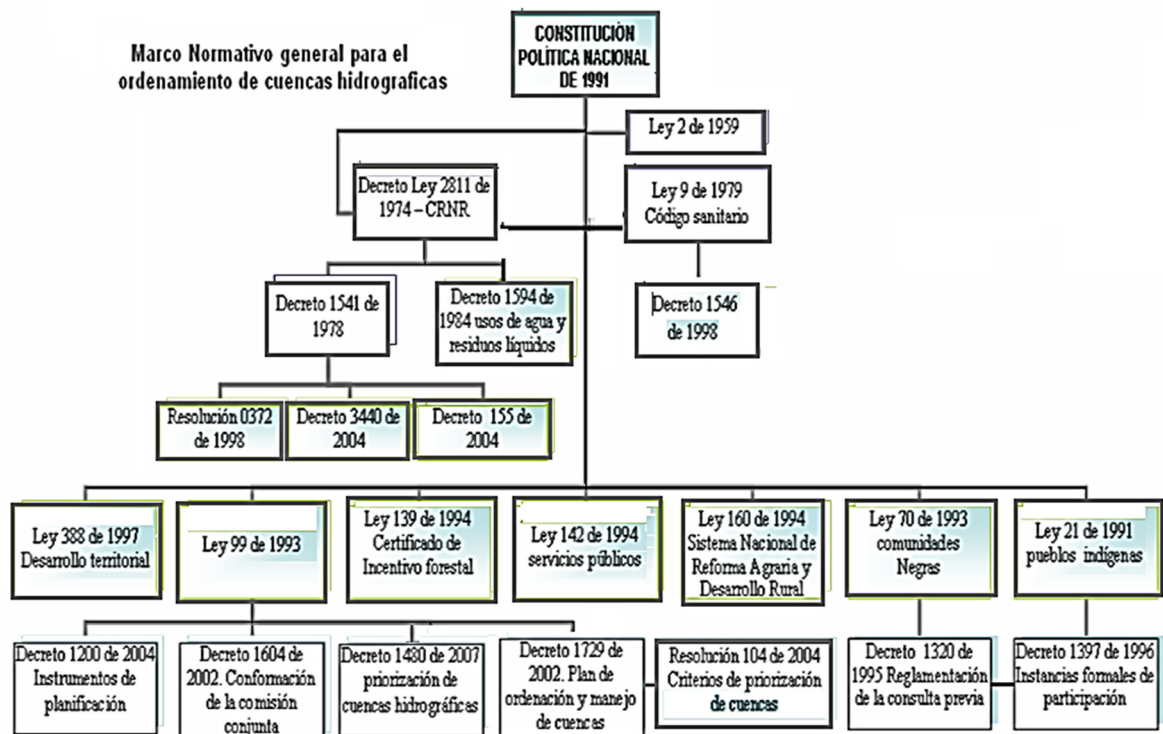 CONSTITUCIÓN
POLÍTICA NACIONAL
DE 1991
Marco Normativo general para el
ordenamiento de cuencas hidrograficas
Ley 2 de 1959
Decreto Ley 2811 de
1974 – CRNR
Ley 9 de 1979
Código sanitario
Decreto 1541 de
1978
Decreto 1594 de
1984 usos de agua y
residuos líquidos
Decreto 1546
de 1998
Resolución 0372
de 1998
Decreto 3440 de
2004
Decreto 155 de
2004
Ley 388 de 1997
Desarrollo territorial
Ley 99 de 1993
Ley 139 de 1994
Certificado de
Incentivo forestal
Ley 142 de 1994
servicios públicos
Ley 160 de 1994
Sistema Nacional de
Reforma Agraria y
Desarrollo Rural
Ley 70 de 1993
comunidades
Negras
Ley 21 de 1991
pueblos indígenas
Decreto 1200 de 2004
Instrumentos de
planificación
Decreto 1604 de
2002. Conformación
de la comisión
conjunta
Decreto 1480 de 2007
priorización de
cuencas hidrográficas
Decreto 1729 de
2002. Plan de
ordenación y manejo
de cuencas
Resolución 104 de 2004
Criterios de priorización
de cuencas
Decreto 1320 de
1995 Reglamentación
de la consulta previa
Decreto 1397 de 1996
Instancias formales de
participación